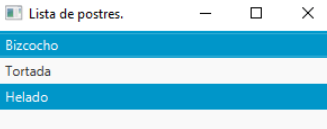 Lista de postres.
Bizcocho
Tortada
Helado